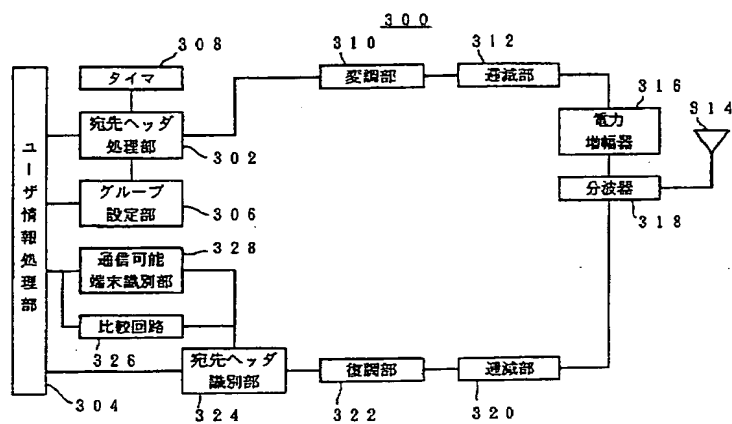 300
308
タイマ
310
変調部
312
逓減部
316
電力
増幅器
314
宛先ヘッダ
処理部
302
分波器
318
グループ
設定部
306
ユーザ情報処理部
328
通信可能
端末識別部
比較回路
326
宛先ヘッダ
識別部
324
復調部
322
逓減部
320
304